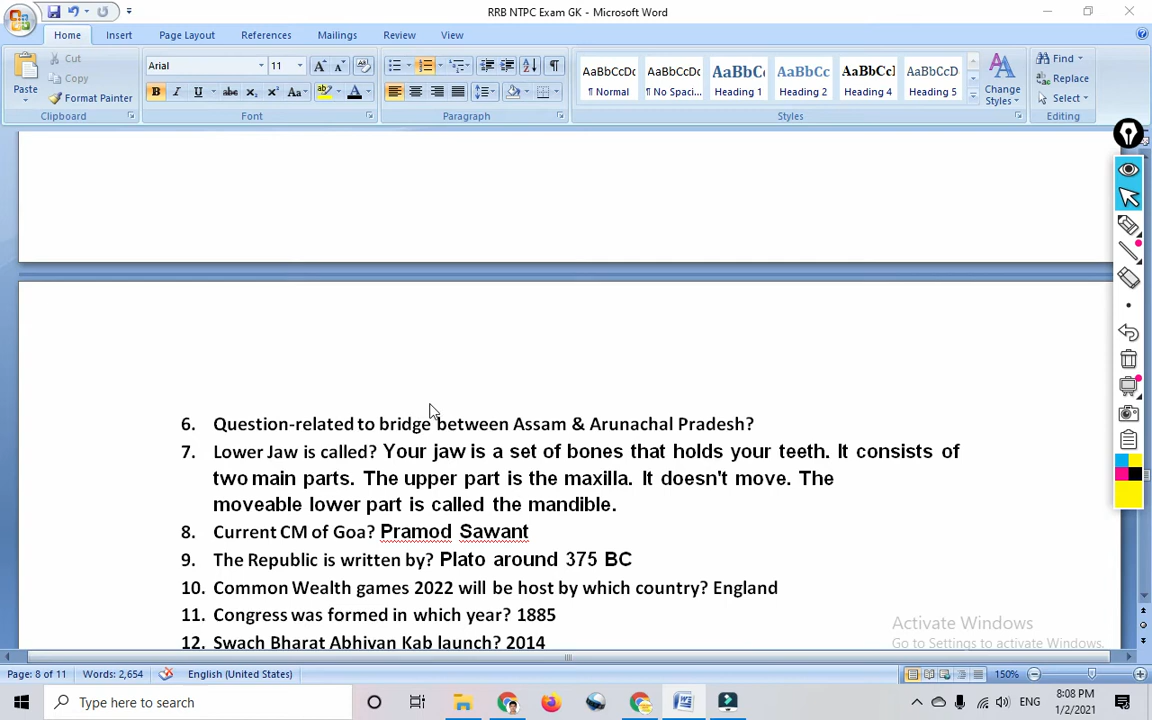 RRB NTPC Exam GK - Microsoft Word
Home Insert Page Layout References Mailings Review View
Paste
Cut
Copy
Format Painter
Clipboard
Arial 11
Font
Paragraph
AaBbCcDc AaBbCcDc AaBbC AaBbCc AaBbCcI AaBbCcD
¶ Normal ¶ No Spaci... Heading 1 Heading 2 Heading 4 Heading 5
Change Styles
Styles
Find
Replace
Select
Editing
6. Question-related to bridge between Assam & Arunachal Pradesh?
7. Lower Jaw is called? Your jaw is a set of bones that holds your teeth. It consists of
two main parts. The upper part is the maxilla. It doesn't move. The
moveable lower part is called the mandible.
8. Current CM of Goa? Pramod Sawant
9. The Republic is written by? Plato around 375 BC
10. Common Wealth games 2022 will be host by which country? England
11. Congress was formed in which year? 1885
12. Swach Bharat Abhiyan Kab launch? 2014
Activate Windows
Go to Settings to activate Windows.
Page: 8 of 11 Words: 2,654 English (United States) 150%
Type here to search
ENG
8:08 PM
1/2/2021